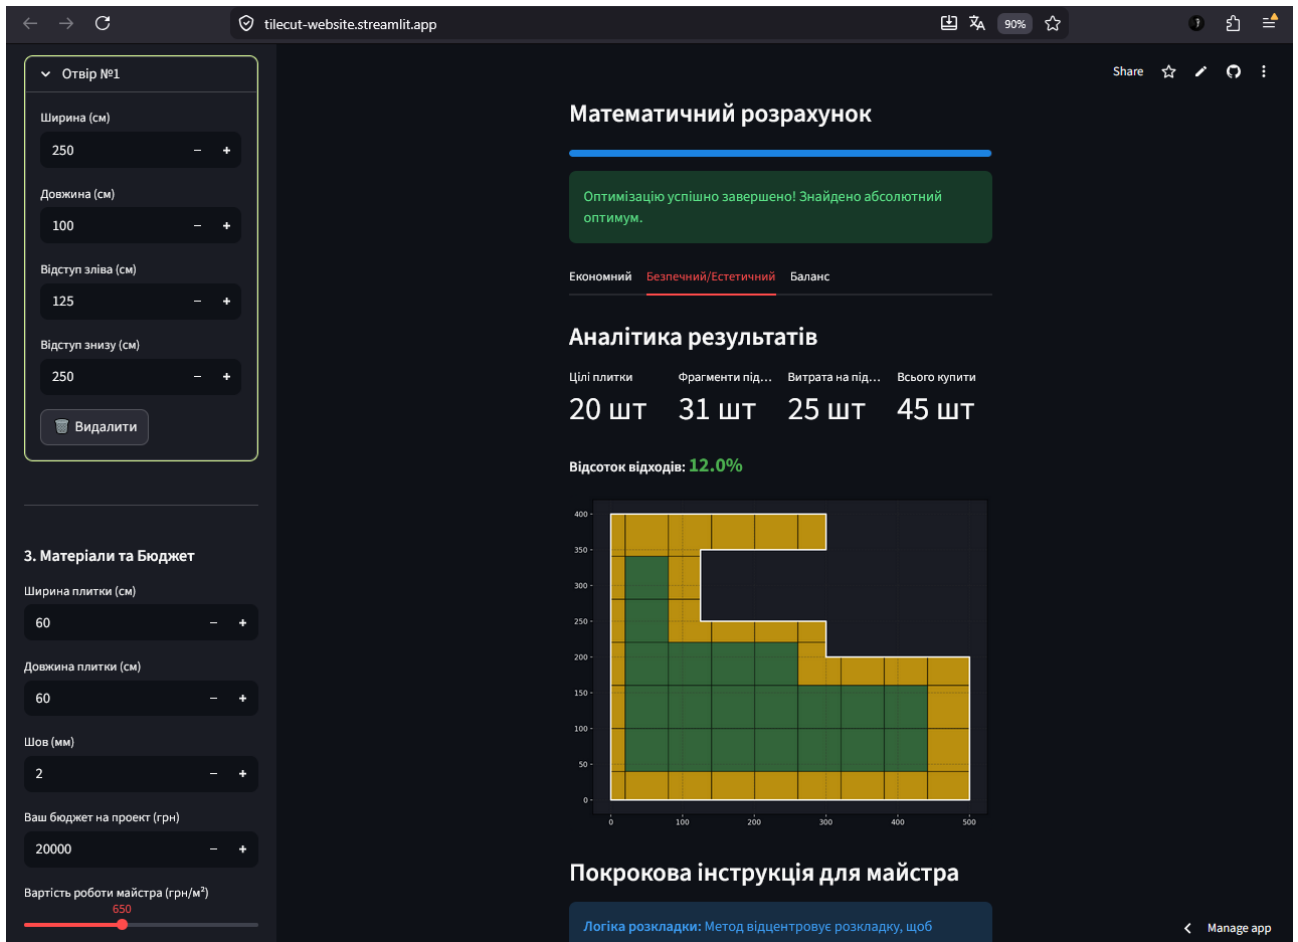 tilecut-website.streamlit.app
90%
Отвір №1
Ширина (см)
250
Довжина (см)
100
Відступ зліва (см)
125
Відступ знизу (см)
250
Видалити
3. Матеріали та Бюджет
Ширина плитки (см)
60
Довжина плитки (см)
60
Шов (мм)
2
Ваш бюджет на проект (грн)
20000
Вартість роботи майстра (грн/м²)
650
Share
Математичний розрахунок
Оптимізацію успішно завершено! Знайдено абсолютний
оптимум.
Економний Безпечний/Естетичний Баланс
Аналітика результатів
Цілі плитки Фрагменти під... Витрата на під... Всього купити
20 шт 31 шт 25 шт 45 шт
Відсоток відходів: 12.0%
400
350
300
250
200
150
100
50
0
0 100 200 300 400 500
Покрокова інструкція для майстра
Логіка розкладки: Метод відцентровує розкладку, щоб
Manage app